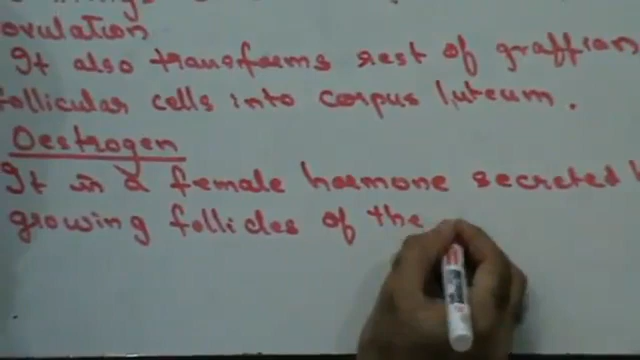 ovulation
It also transforms rest of graffian
follicular cells into corpus luteum.
Oestrogen
It is a female hormone secreted
growing follicles of the